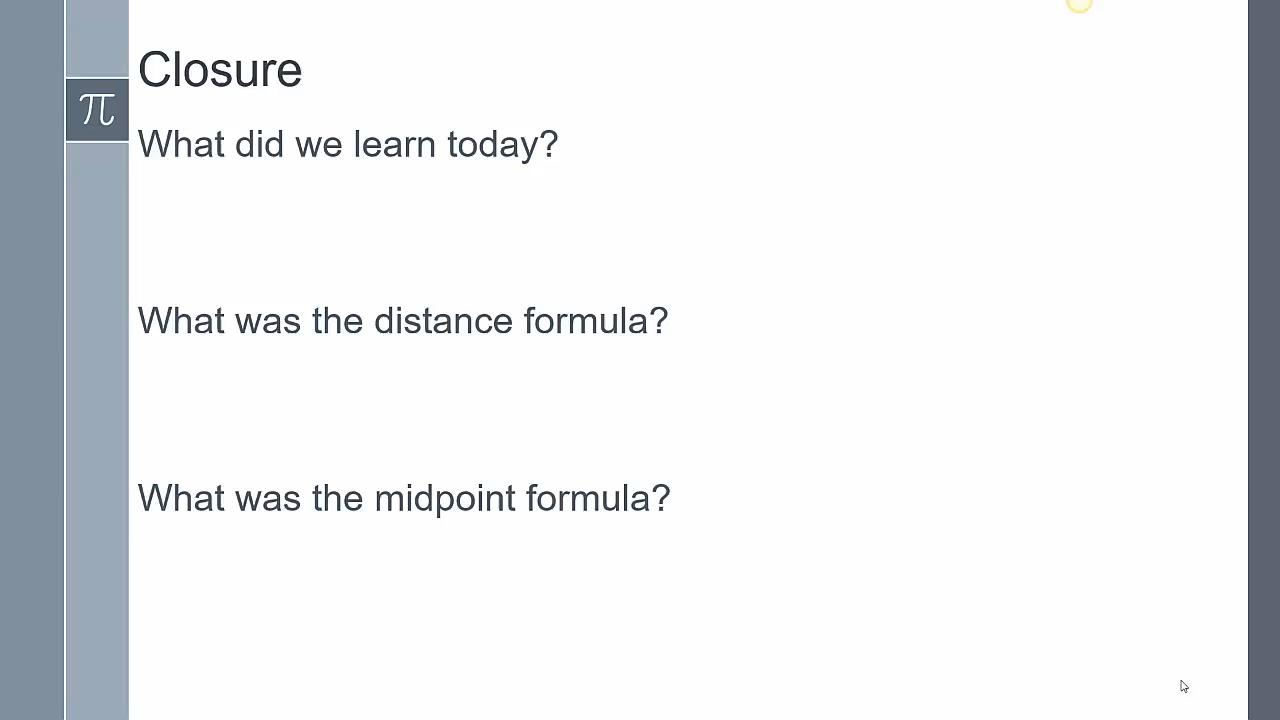 Closure
π
What did we learn today?
What was the distance formula?
What was the midpoint formula?